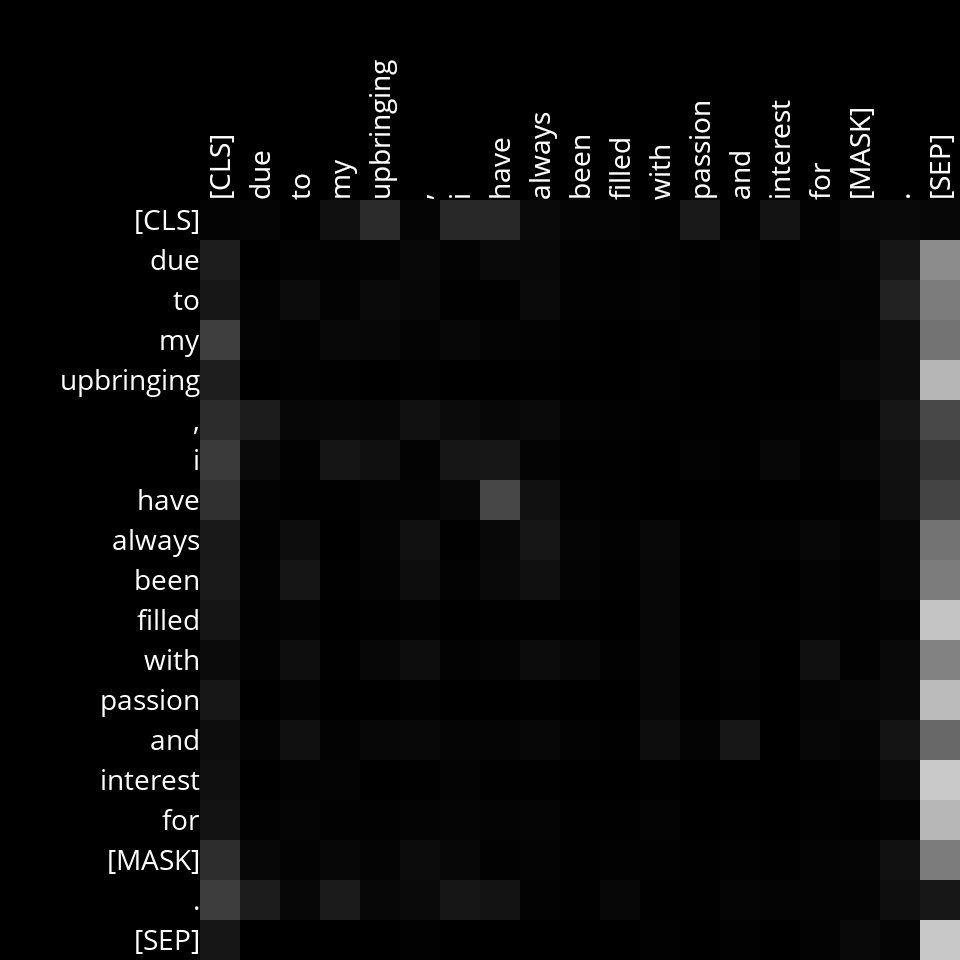 [CLS] due to my upbringing , i have always been filled with passion and interest for [MASK] . [SEP]
[CLS]
due
to
my
upbringing
,
i
have
always
been
filled
with
passion
and
interest
for
[MASK]
.
[SEP]